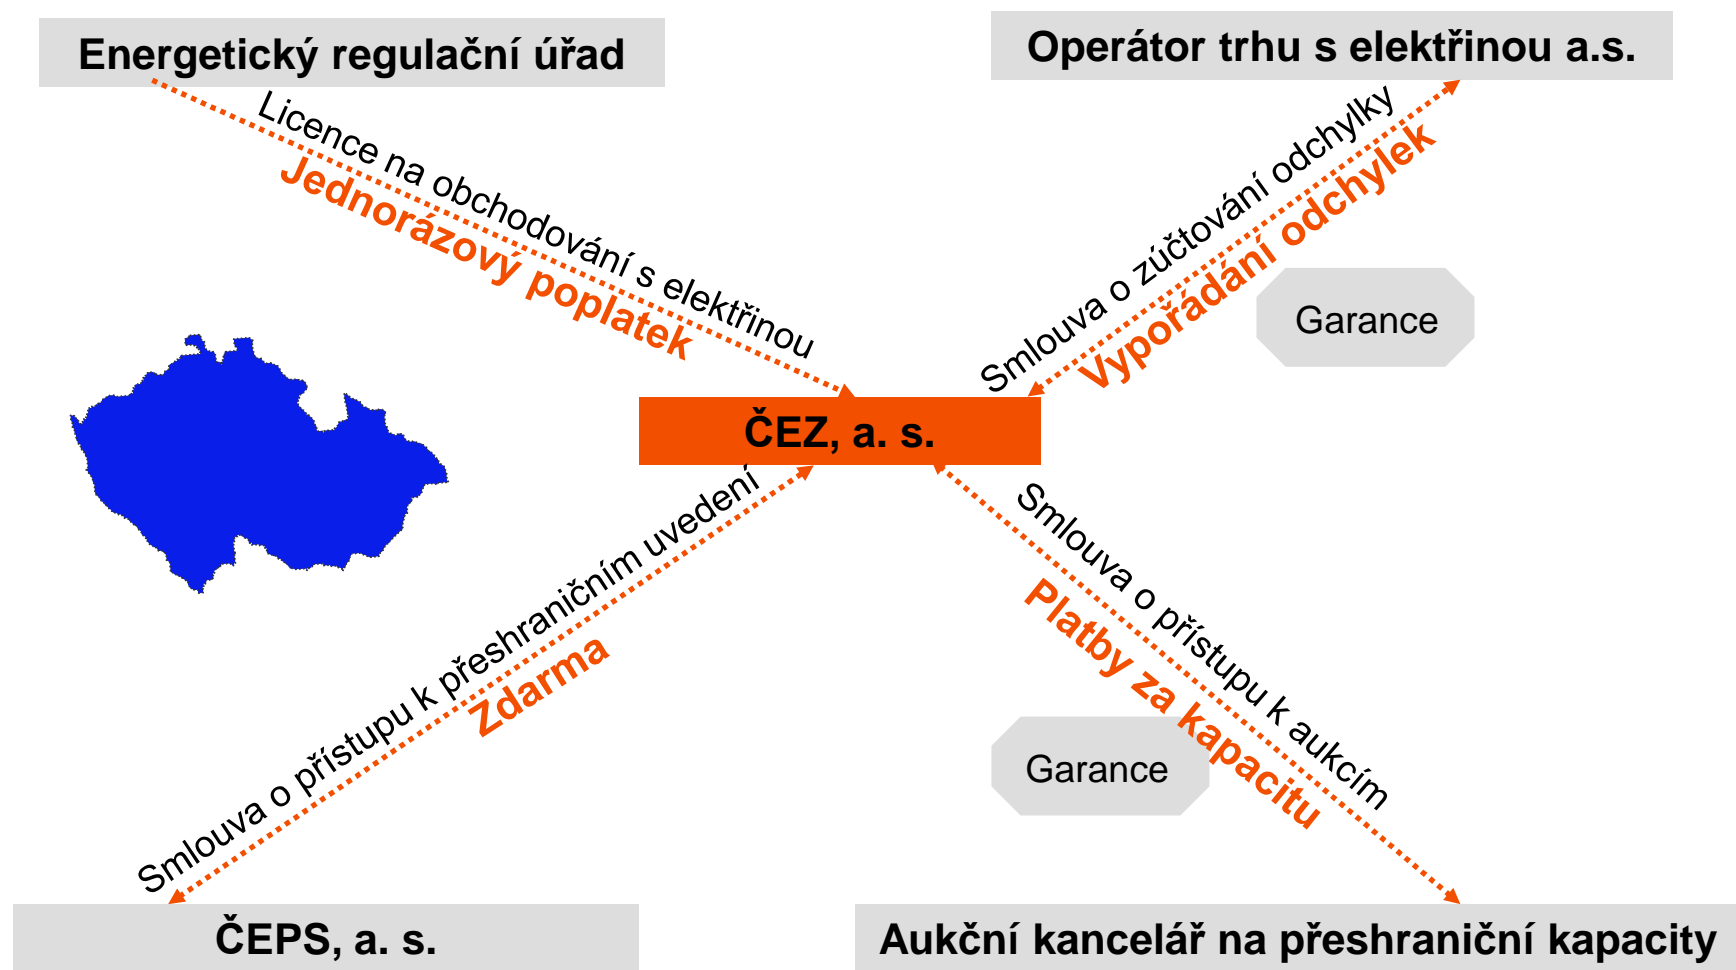 Energetický regulační úřad
Operátor trhu s elektřinou a.s.
Licence na obchodování s elektřinou
Jednorázový poplatek
Smlouva o zúčtování odchylky
Vypořádání odchylek
Garance
ČEZ, a. s.
Smlouva o přístupu k přeshraničním uvedení
Zdarma
Smlouva o přístupu k aukcím
Platby za kapacitu
Garance
ČEPS, a. s.
Aukční kancelář na přeshraniční kapacity